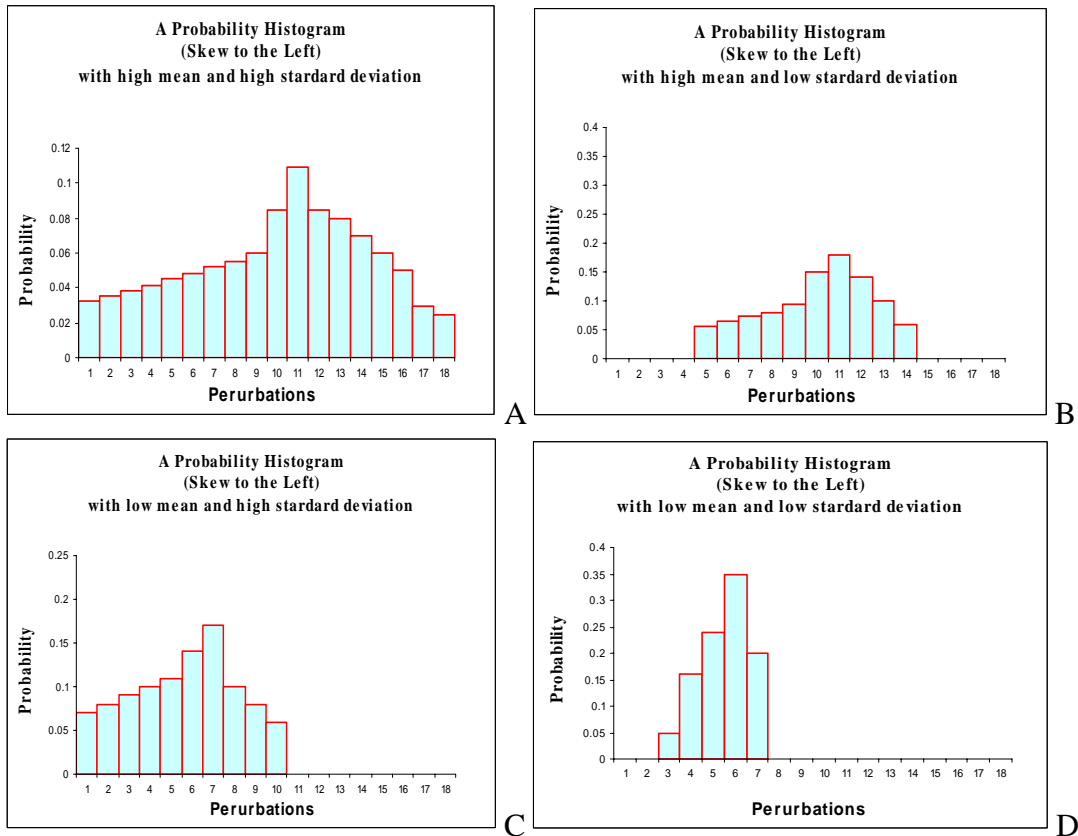 A Probability Histogram
(Skew to the Left)
with high mean and high stardard deviation
Probability
0.12
0.1
0.08
0.06
0.04
0.02
0
1 2 3 4 5 6 7 8 9 10 11 12 13 14 15 16 17 18
Perurbations
A
A Probability Histogram
(Skew to the Left)
with high mean and low stardard deviation
Probability
0.4
0.35
0.3
0.25
0.2
0.15
0.1
0.05
0
1 2 3 4 5 6 7 8 9 10 11 12 13 14 15 16 17 18
Perurbations
B
A Probability Histogram
(Skew to the Left)
with low mean and high stardard deviation
Probability
0.25
0.2
0.15
0.1
0.05
0
1 2 3 4 5 6 7 8 9 10 11 12 13 14 15 16 17 18
Perurbations
C
A Probability Histogram
(Skew to the Left)
with low mean and low stardard deviation
Probability
0.4
0.35
0.3
0.25
0.2
0.15
0.1
0.05
0
1 2 3 4 5 6 7 8 9 10 11 12 13 14 15 16 17 18
Perurbations
D